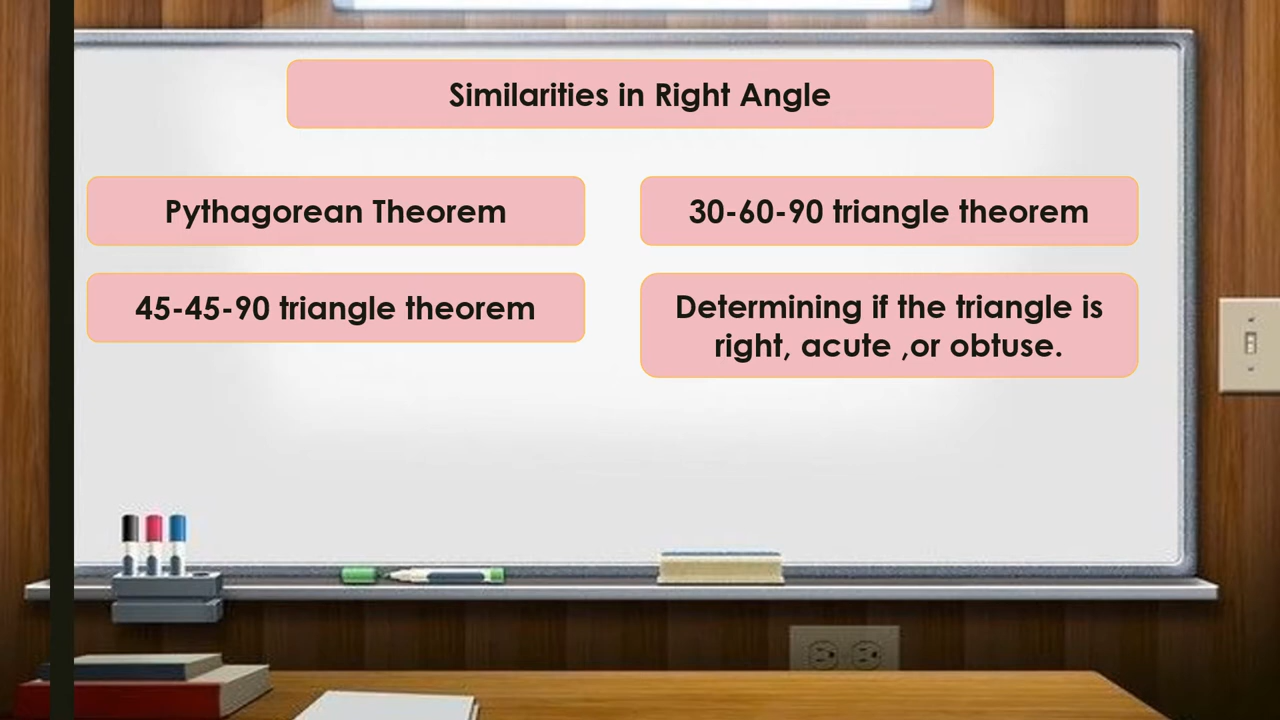 Similarities in Right Angle
Pythagorean Theorem
30-60-90 triangle theorem
45-45-90 triangle theorem
Determining if the triangle is
right, acute ,or obtuse.